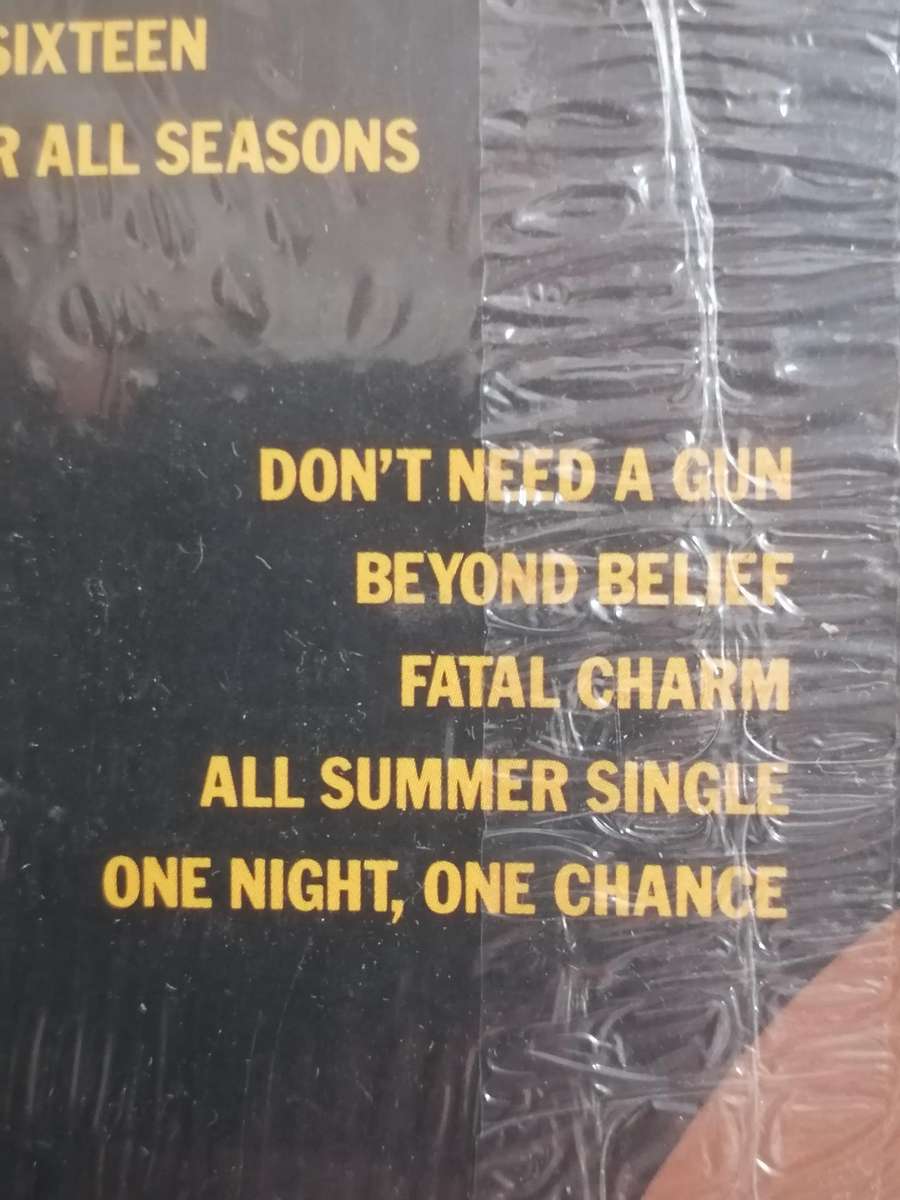 SIXTEEN
R ALL SEASONS
DON'T NEED A GUN
BEYOND BELIEF
FATAL CHARM
ALL SUMMER SINGLE
ONE NIGHT, ONE CHANCE